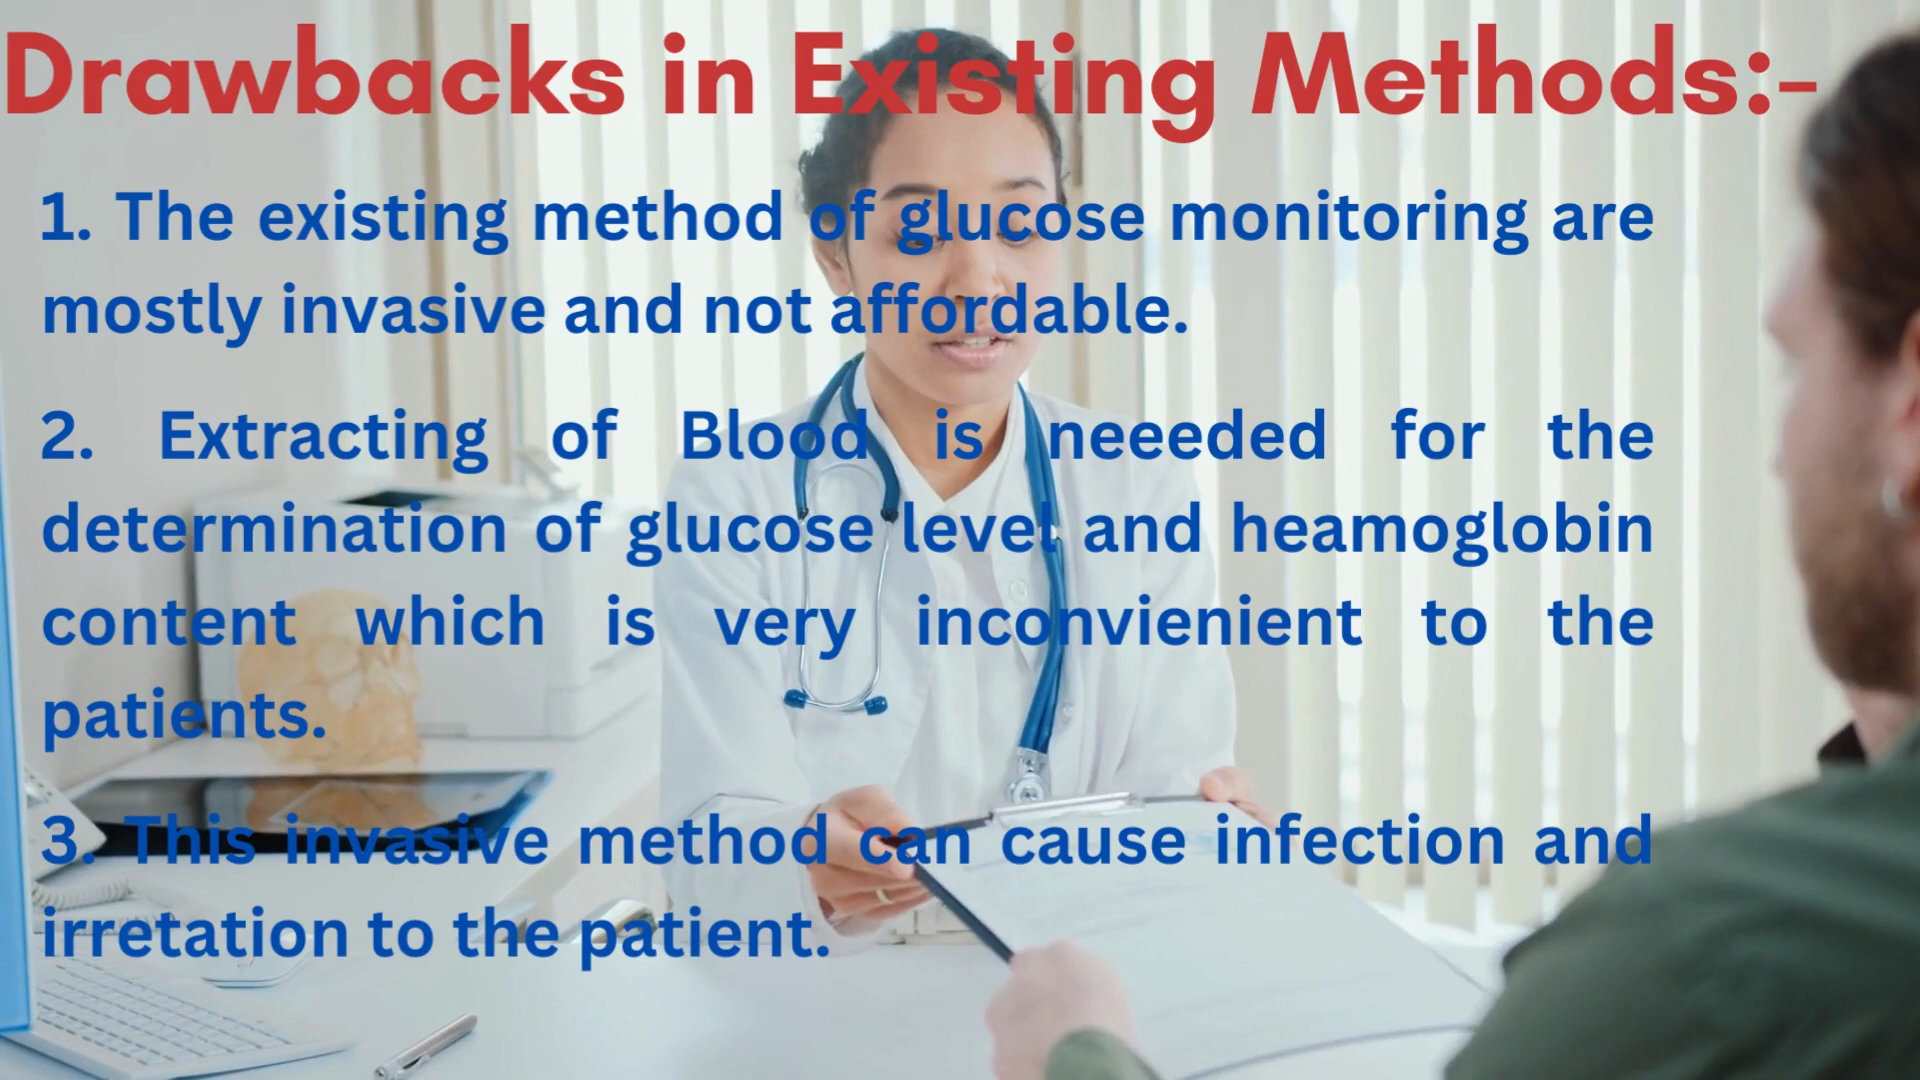 Drawbacks in Existing Methods:-
1. The existing method of glucose monitoring are
mostly invasive and not affordable.
2. Extracting of Blood is neeeded for the
determination of glucose level and heamoglobin
content which is very inconvienient to the
patients.
3. This invasive method can cause infection and
irretation to the patient.